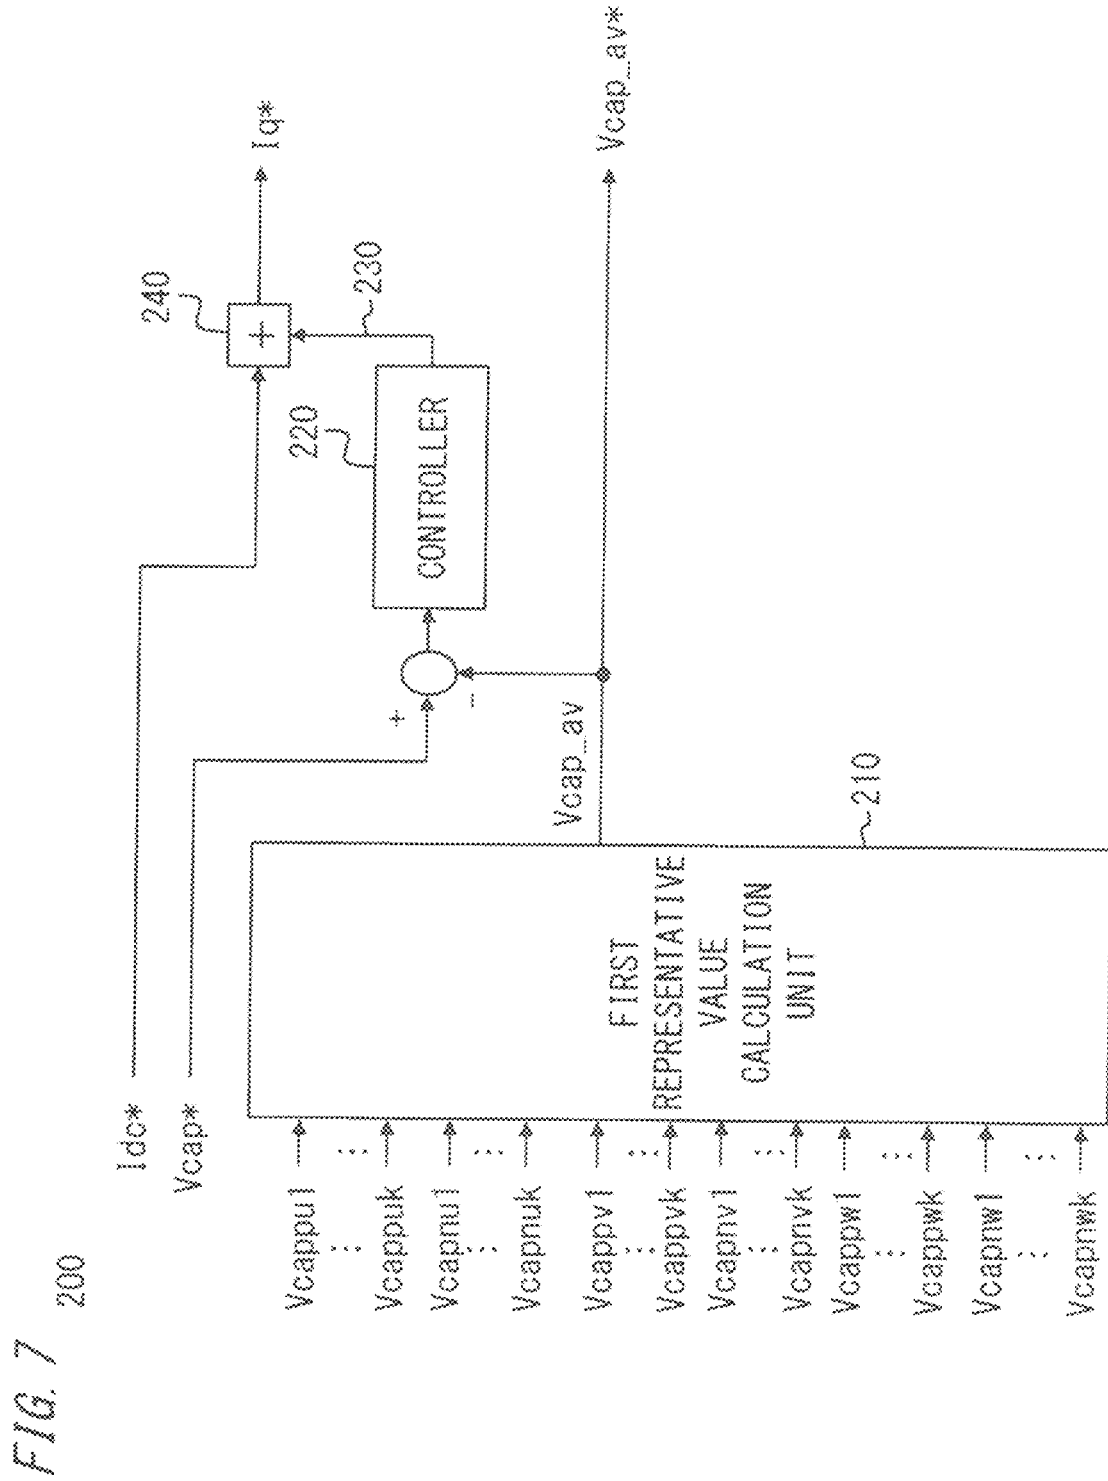 FIG. 7
200
Idc*
Vcap*
Vcappu1
⋮
Vcappuk
Vcapnu1
⋮
Vcapnuk
Vcappv1
⋮
Vcappvk
Vcapnv1
⋮
Vcapnvk
Vcappw1
⋮
Vcappwk
Vcapnw1
⋮
Vcapnwk
FIRST
REPRESENTATIVE
VALUE
CALCULATION
UNIT
210
Vcap_av
+
-
CONTROLLER
220
230
240
+
Iq*
Vcap_av*